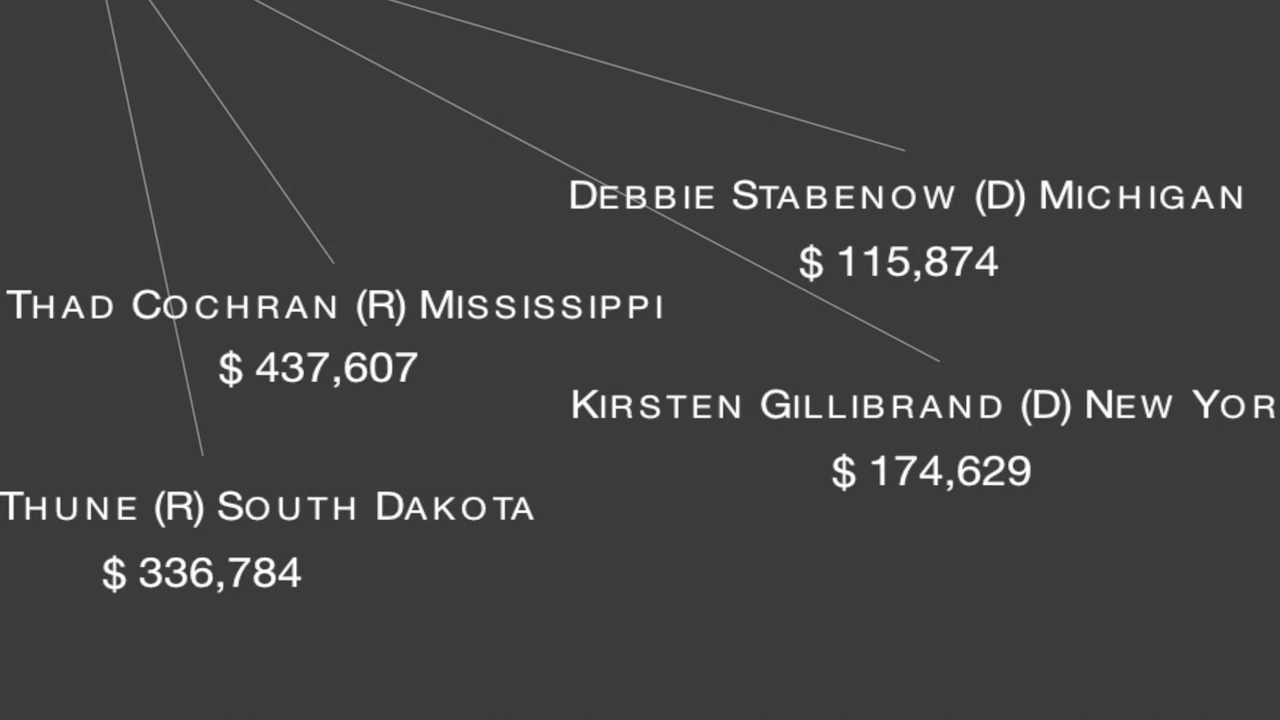 Debbie Stabenow (D) Michigan
$ 115,874
Thad Cochran (R) Mississippi
$ 437,607
Kirsten Gillibrand (D) New Yor
$ 174,629
Thune (R) South Dakota
$ 336,784